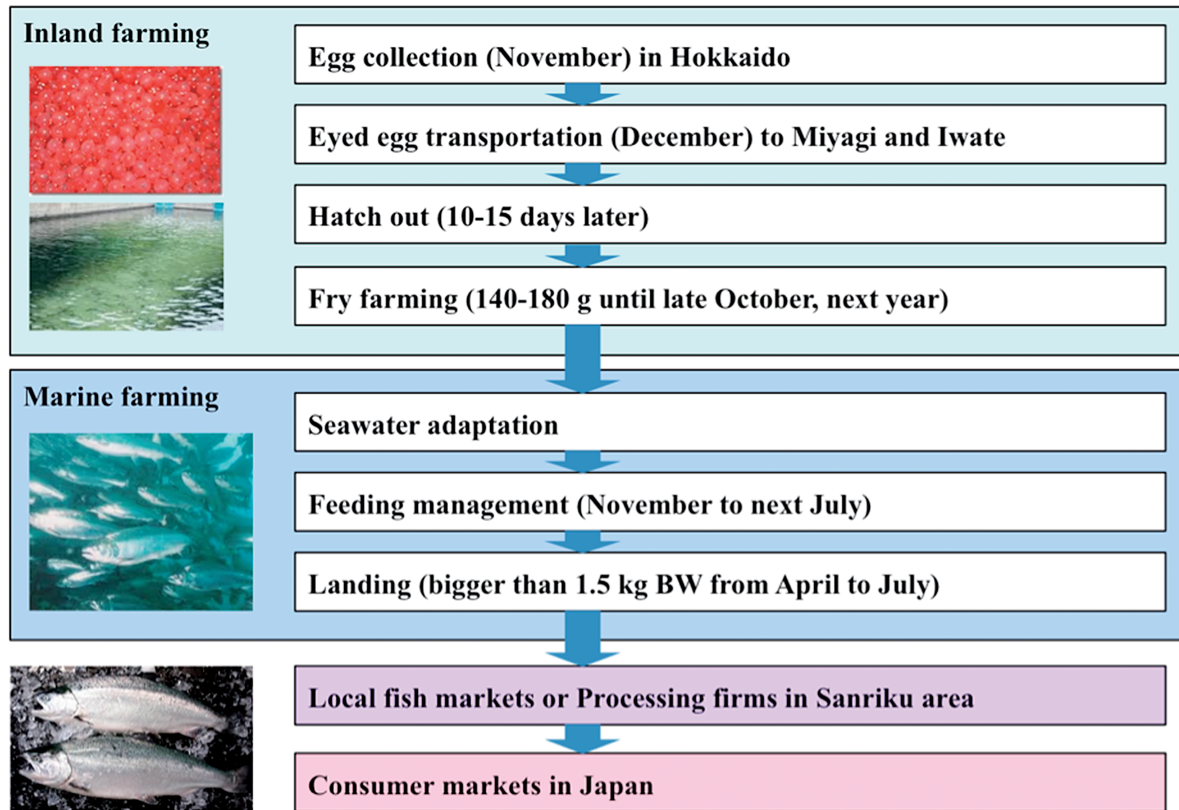 Inland farming
Egg collection (November) in Hokkaido
Eyed egg transportation (December) to Miyagi and Iwate
Hatch out (10-15 days later)
Fry farming (140-180 g until late October, next year)
Marine farming
Seawater adaptation
Feeding management (November to next July)
Landing (bigger than 1.5 kg BW from April to July)
Local fish markets or Processing firms in Sanriku area
Consumer markets in Japan